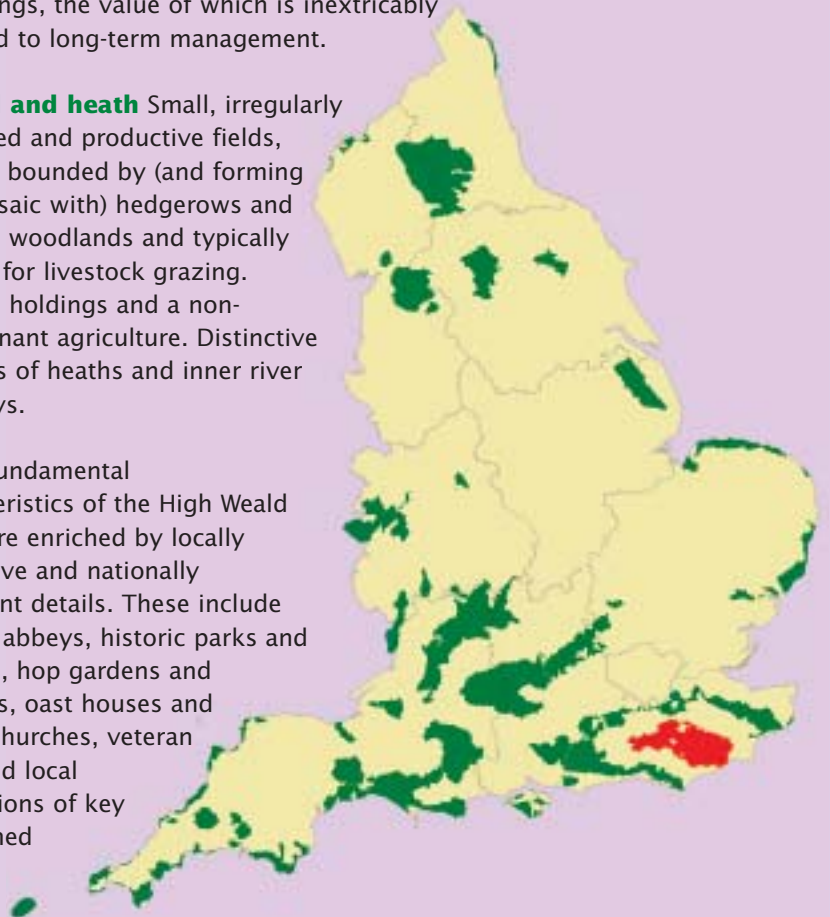 ngs, the value of which is inextricably
d to long-term management.
and heath Small, irregularly
ed and productive fields,
bounded by (and forming
saic with) hedgerows and
woodlands and typically
for livestock grazing.
holdings and a non-
nant agriculture. Distinctive
s of heaths and inner river
ys.
undamental
eristics of the High Weald
re enriched by locally
ve and nationally
nt details. These include
abbeys, historic parks and
, hop gardens and
s, oast houses and
hurches, veteran
d local
ions of key
ned